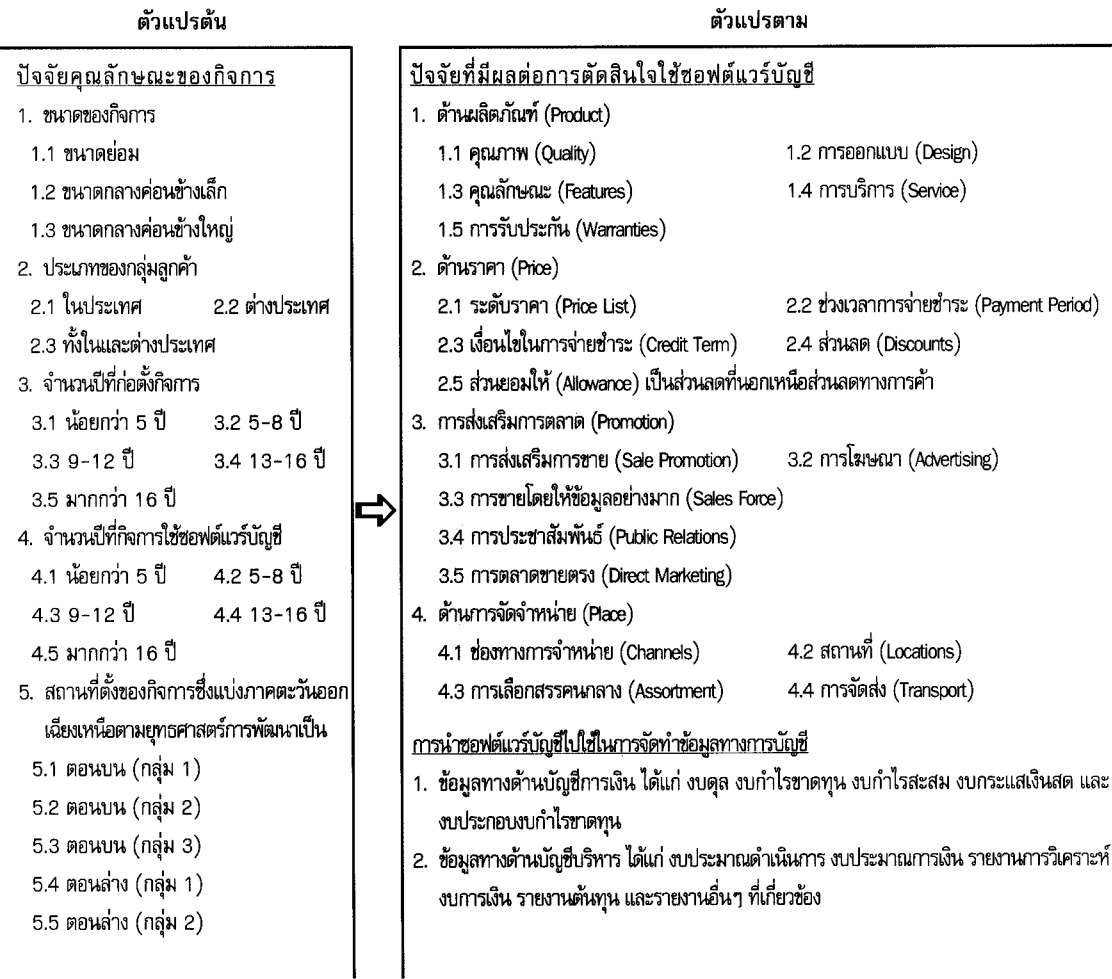 ตัวแปรต้น
ปัจจัยคุณลักษณะของกิจการ
1. ขนาดของกิจการ
1.1 ขนาดย่อม
1.2 ขนาดกลางค่อนข้างเล็ก
1.3 ขนาดกลางค่อนข้างใหญ่
2. ประเภทของกลุ่มลูกค้า
2.1 ในประเทศ 2.2 ต่างประเทศ
2.3 ทั้งในและต่างประเทศ
3. จำนวนปีที่ก่อตั้งกิจการ
3.1 น้อยกว่า 5 ปี 3.2 5-8 ปี
3.3 9-12 ปี 3.4 13-16 ปี
3.5 มากกว่า 16 ปี
4. จำนวนปีที่กิจการใช้ซอฟต์แวร์บัญชี
4.1 น้อยกว่า 5 ปี 4.2 5-8 ปี
4.3 9-12 ปี 4.4 13-16 ปี
4.5 มากกว่า 16 ปี
5. สถานที่ตั้งของกิจการซึ่งแบ่งภาคตะวันออก
เฉียงเหนือตามยุทธศาสตร์การพัฒนาเป็น
5.1 ตอนบน (กลุ่ม 1)
5.2 ตอนบน (กลุ่ม 2)
5.3 ตอนบน (กลุ่ม 3)
5.4 ตอนล่าง (กลุ่ม 1)
5.5 ตอนล่าง (กลุ่ม 2)
ตัวแปรตาม
ปัจจัยที่มีผลต่อการตัดสินใจใช้ซอฟต์แวร์บัญชี
1. ด้านผลิตภัณฑ์ (Product)
1.1 คุณภาพ (Quality) 1.2 การออกแบบ (Design)
1.3 คุณลักษณะ (Features) 1.4 การบริการ (Service)
1.5 การรับประกัน (Warranties)
2. ด้านราคา (Price)
2.1 ระดับราคา (Price List) 2.2 ช่วงเวลาการจ่ายชำระ (Payment Period)
2.3 เงื่อนไขในการจ่ายชำระ (Credit Term) 2.4 ส่วนลด (Discounts)
2.5 ส่วนยอมให้ (Allowance) เป็นส่วนลดที่นอกเหนือส่วนลดทางการค้า
3. การส่งเสริมการตลาด (Promotion)
3.1 การส่งเสริมการขาย (Sale Promotion) 3.2 การโฆษณา (Advertising)
3.3 การขายโดยให้ข้อมูลอย่างมาก (Sales Force)
3.4 การประชาสัมพันธ์ (Public Relations)
3.5 การตลาดขายตรง (Direct Marketing)
4. ด้านการจัดจำหน่าย (Place)
4.1 ช่องทางการจำหน่าย (Channels) 4.2 สถานที่ (Locations)
4.3 การเลือกสรรคนกลาง (Assortment) 4.4 การจัดส่ง (Transport)
การนำซอฟต์แวร์บัญชีไปใช้ในการจัดทำข้อมูลทางการบัญชี
1. ข้อมูลทางด้านบัญชีการเงิน ได้แก่ งบดุล งบกำไรขาดทุน งบกำไรสะสม งบกระแสเงินสด และ
งบประกอบงบกำไรขาดทุน
2. ข้อมูลทางด้านบัญชีบริหาร ได้แก่ งบประมาณดำเนินการ งบประมาณการเงิน รายงานการวิเคราะห์
งบการเงิน รายงานต้นทุน และรายงานอื่นๆ ที่เกี่ยวข้อง